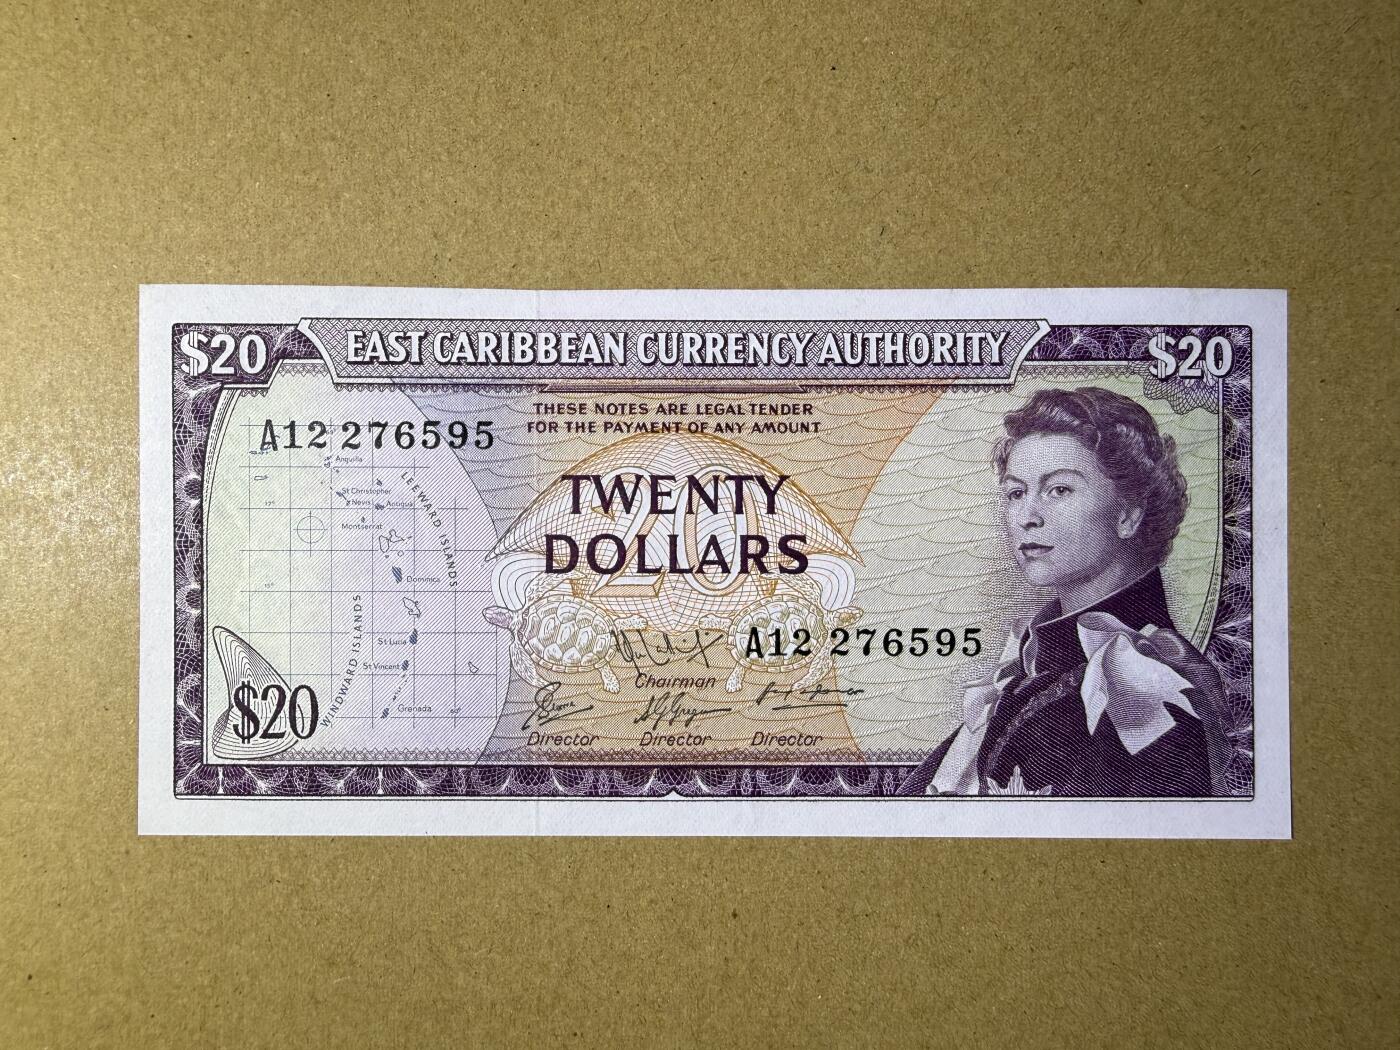 $20 EAST CARIBBEAN CURRENCY AUTHORITY $20
THESE NOTES ARE LEGAL TENDER
FOR THE PAYMENT OF ANY AMOUNT
A12 276595
Anguilla
St Christopher
Nevis
Antigua
Montserrat
LEEWARD ISLANDS
Dominica
WINDWARD ISLANDS
St Lucia
St Vincent
Grenada
20
TWENTY
DOLLARS
A12 276595
Chairman
Director Director Director
$20